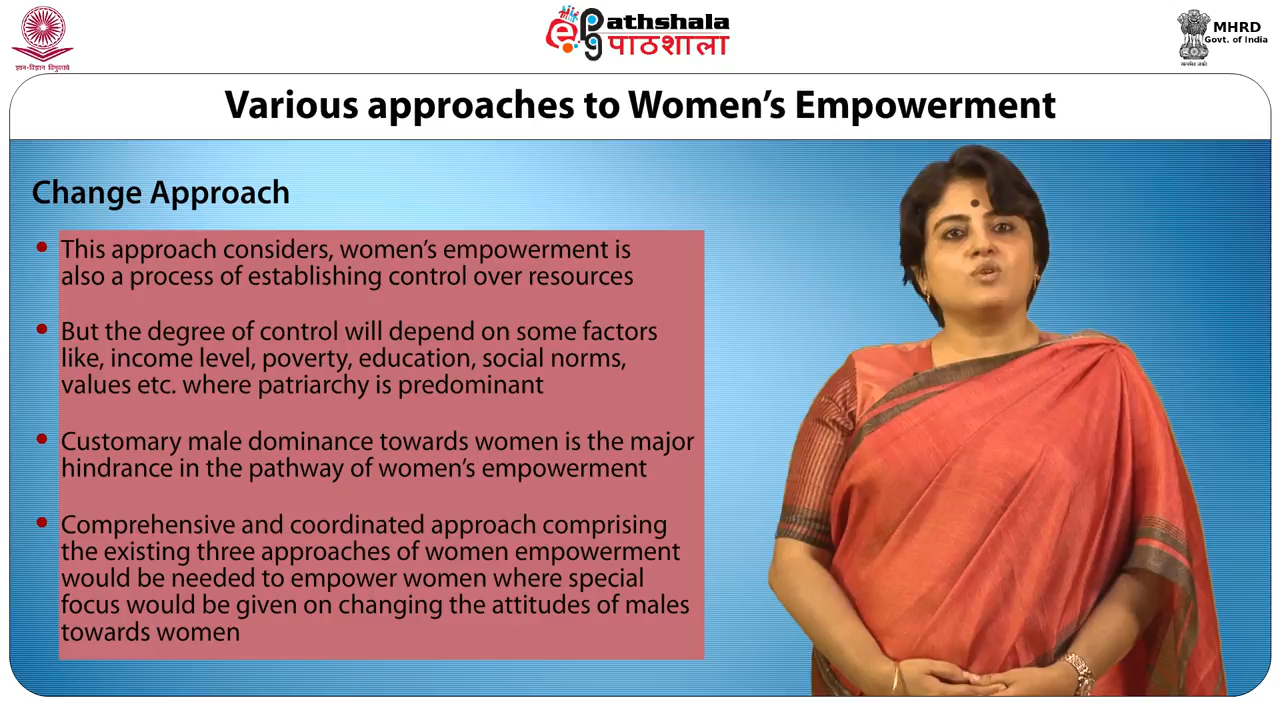 ज्ञान-विज्ञान विमुक्तये
ePathshala
पाठशाला
MHRD
Govt. of India
सत्यमेव जयते
Various approaches to Women's Empowerment
Change Approach
• This approach considers, women's empowerment is
also a process of establishing control over resources
• But the degree of control will depend on some factors
like, income level, poverty, education, social norms,
values etc. where patriarchy is predominant
• Customary male dominance towards women is the major
hindrance in the pathway of women's empowerment
• Comprehensive and coordinated approach comprising
the existing three approaches of women empowerment
would be needed to empower women where special
focus would be given on changing the attitudes of males
towards women